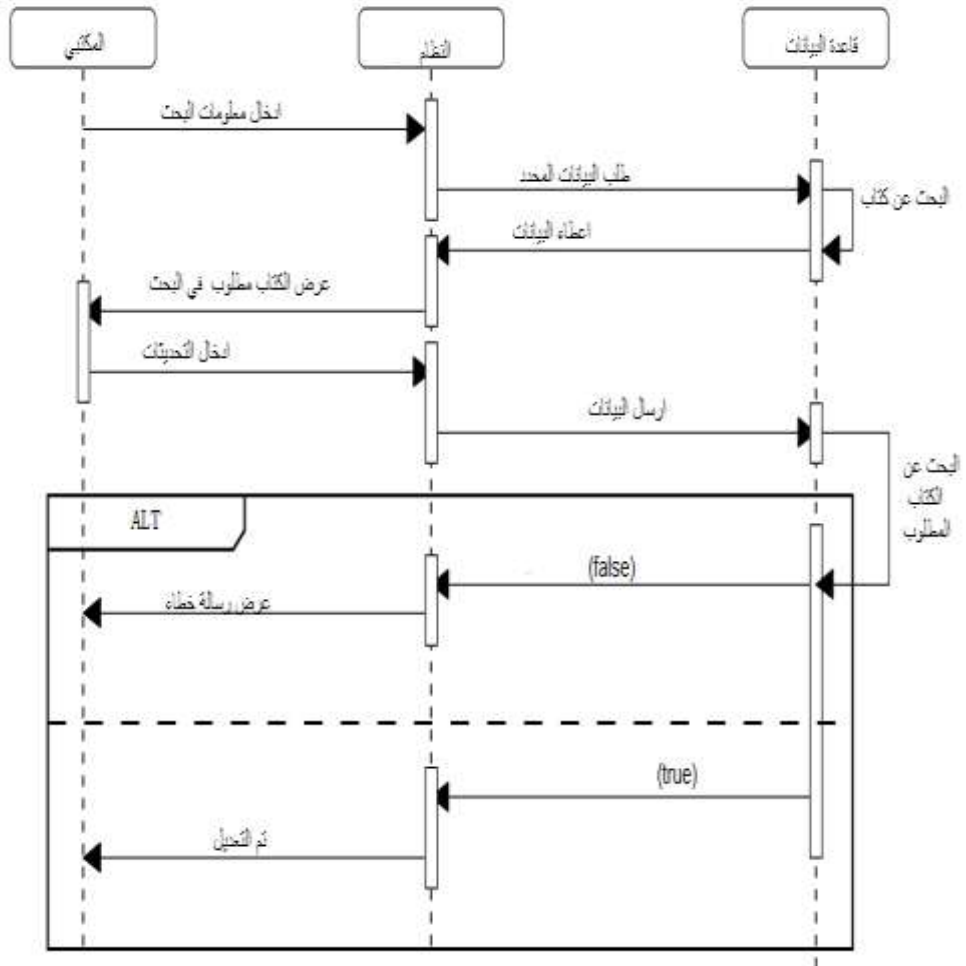 المكتبي
النظام
قاعدة البيانات
ادخال معلومات البحث
طلب البيانات المحدد
البحث عن كتاب
اعطاء البيانات
عرض الكتاب مطلوب في البحث
ادخال التحديثات
ارسال البيانات
البحث عن
الكتاب
المطلوب
ALT
(false)
عرض رسالة خطاء
(true)
تم التعديل